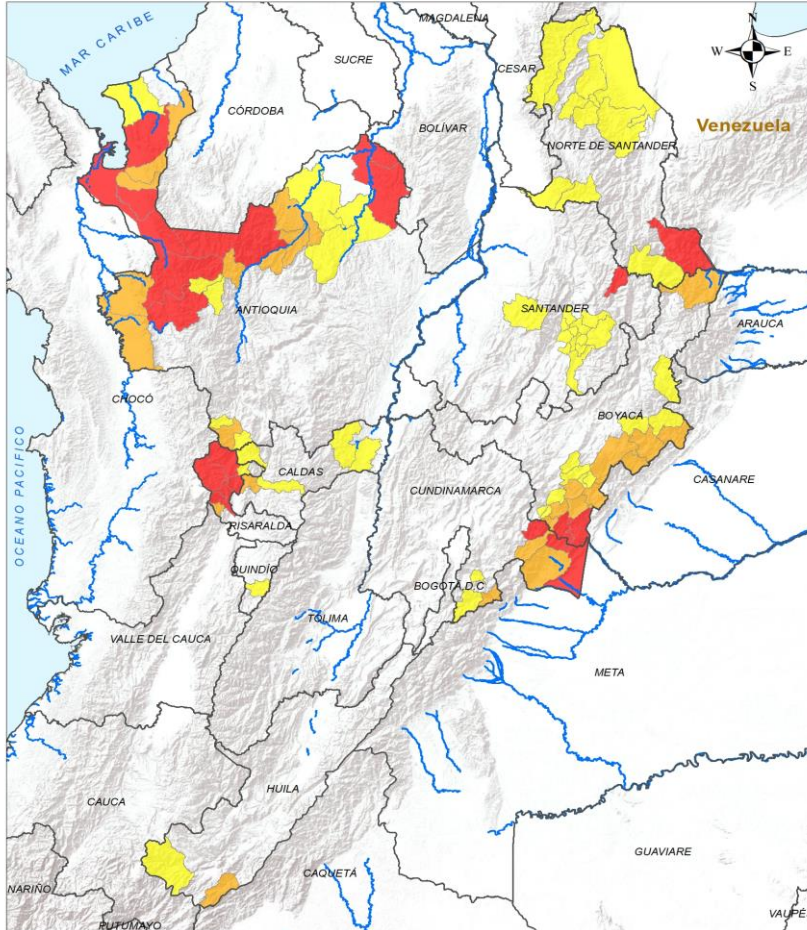 MAGDALENA
MAR CARIBE
N
W E
S
SUCRE
CESAR
CÓRDOBA
BOLÍVAR
Venezuela
NORTE DE SANTANDER
ANTIOQUIA
SANTANDER
ARAUCA
CHOCÓ
BOYACÁ
OCEANO PACIFICO
CALDAS
CUNDINAMARCA
CASANARE
RISARALDA
QUINDÍO
BOGOTÁ, D.C
TOLIMA
VALLE DEL CAUCA
META
HUILA
CAUCA
GUAVIARE
CAQUETÁ
NARIÑO
PUTUMAYO
VAUPÉ